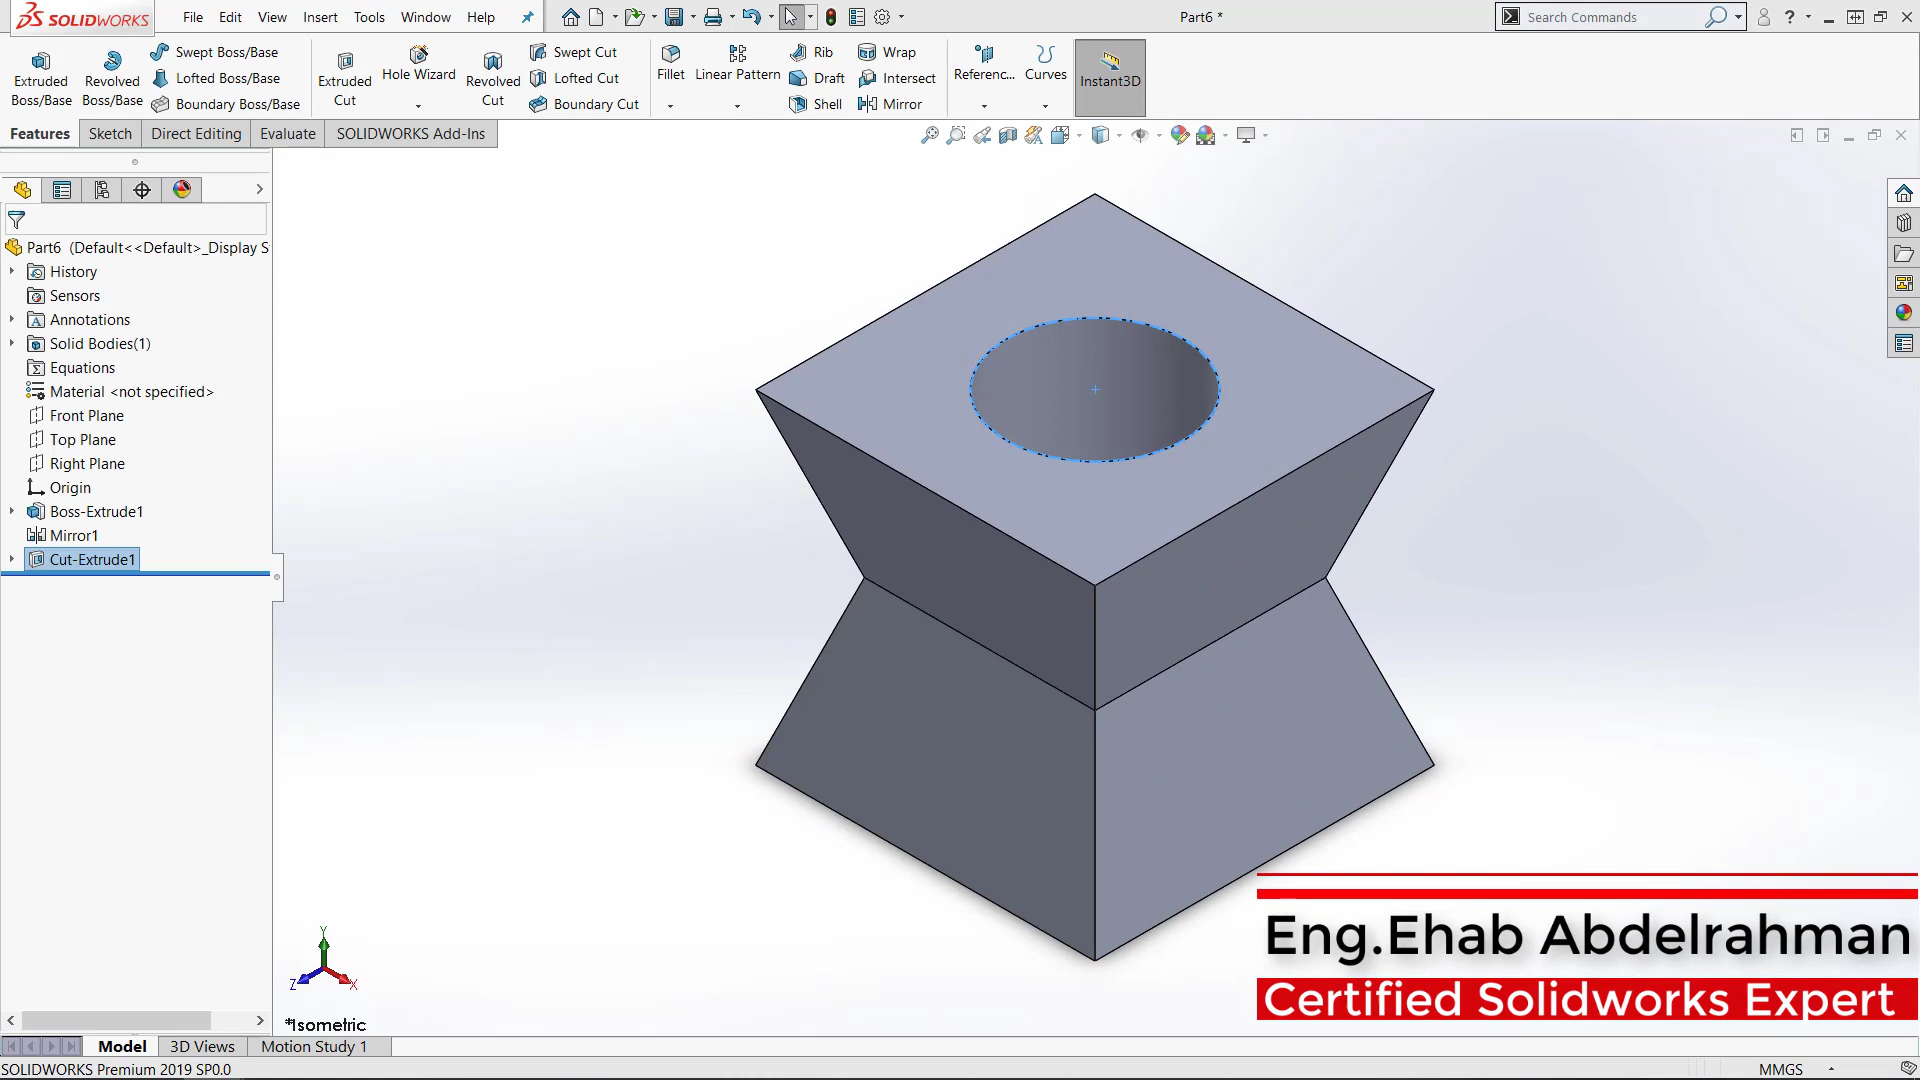 SOLIDWORKS File Edit View Insert Tools Window Help Part6 * Search Commands
Extruded Boss/Base
Revolved Boss/Base
Swept Boss/Base
Lofted Boss/Base
Boundary Boss/Base
Extruded Cut
Hole Wizard
Revolved Cut
Swept Cut
Lofted Cut
Boundary Cut
Fillet
Linear Pattern
Rib
Draft
Shell
Wrap
Intersect
Mirror
Referenc...
Curves
Instant3D
Features Sketch Direct Editing Evaluate SOLIDWORKS Add-Ins
Part6 (Default<<Default>_Display S
History
Sensors
Annotations
Solid Bodies(1)
Equations
Material <not specified>
Front Plane
Top Plane
Right Plane
Origin
Boss-Extrude1
Mirror1
Cut-Extrude1
Y
Z X
*Isometric
Eng.Ehab Abdelrahman
Certified Solidworks Expert
Model 3D Views Motion Study 1
SOLIDWORKS Premium 2019 SP0.0 MMGS